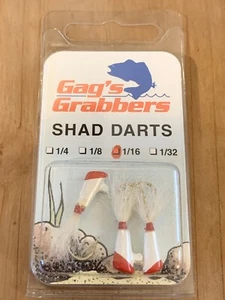 Gag's
Grabbers
SHAD DARTS
1/4 1/8 1/16 1/32